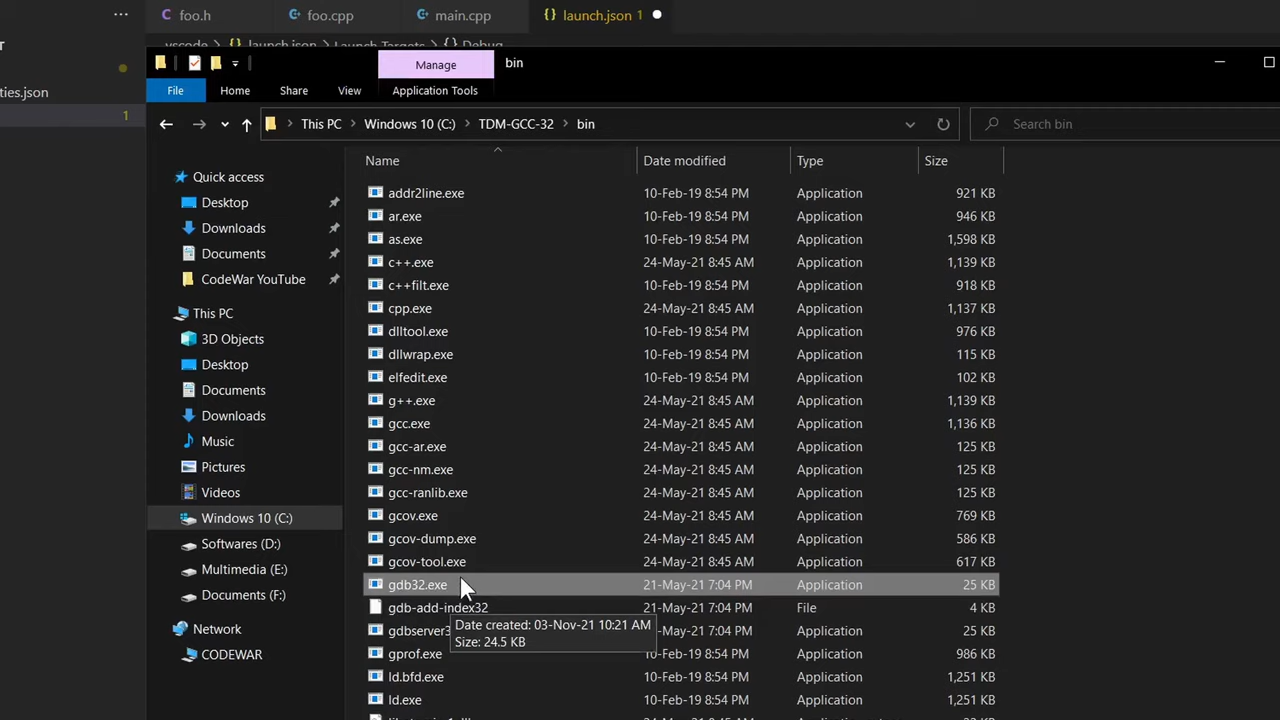 foo.h
foo.cpp
main.cpp
{} launch.json 1
.vscode > {} launch.json > Launch Targets > {} Debug
ties.json
1
Manage
bin
File
Home
Share
View
Application Tools
This PC > Windows 10 (C:) > TDM-GCC-32 > bin
Search bin
Name Date modified Type Size
Quick access
Desktop
Downloads
Documents
CodeWar YouTube
This PC
3D Objects
Desktop
Documents
Downloads
Music
Pictures
Videos
Windows 10 (C:)
Softwares (D:)
Multimedia (E:)
Documents (F:)
Network
CODEWAR
addr2line.exe 10-Feb-19 8:54 PM Application 921 KB
ar.exe 10-Feb-19 8:54 PM Application 946 KB
as.exe 10-Feb-19 8:54 PM Application 1,598 KB
c++.exe 24-May-21 8:45 AM Application 1,139 KB
c++filt.exe 10-Feb-19 8:54 PM Application 918 KB
cpp.exe 24-May-21 8:45 AM Application 1,137 KB
dlltool.exe 10-Feb-19 8:54 PM Application 976 KB
dllwrap.exe 10-Feb-19 8:54 PM Application 115 KB
elfedit.exe 10-Feb-19 8:54 PM Application 102 KB
g++.exe 24-May-21 8:45 AM Application 1,139 KB
gcc.exe 24-May-21 8:45 AM Application 1,136 KB
gcc-ar.exe 24-May-21 8:45 AM Application 125 KB
gcc-nm.exe 24-May-21 8:45 AM Application 125 KB
gcc-ranlib.exe 24-May-21 8:45 AM Application 125 KB
gcov.exe 24-May-21 8:45 AM Application 769 KB
gcov-dump.exe 24-May-21 8:45 AM Application 586 KB
gcov-tool.exe 24-May-21 8:45 AM Application 617 KB
gdb32.exe 21-May-21 7:04 PM Application 25 KB
gdb-add-index32 21-May-21 7:04 PM File 4 KB
gdbserver3 21-May-21 7:04 PM Application 25 KB
Date created: 03-Nov-21 10:21 AM
Size: 24.5 KB
gprof.exe 10-Feb-19 8:54 PM Application 986 KB
ld.bfd.exe 10-Feb-19 8:54 PM Application 1,251 KB
ld.exe 10-Feb-19 8:54 PM Application 1,251 KB